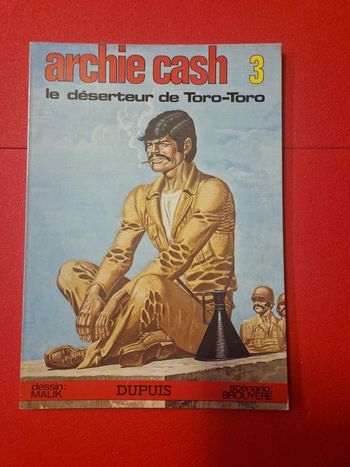 archie cash 3
le déserteur de Toro-Toro
dessin:
MALIK
DUPUIS
scénario:
BROUYÈRE